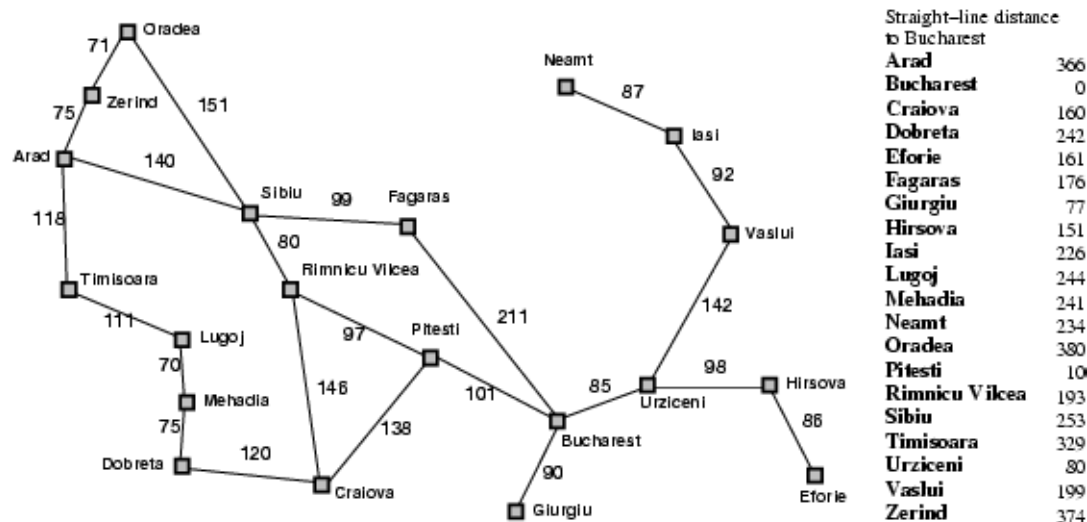 Oradea
71
Neamt
Zerind
87
151
75
Iasi
Arad
140
92
Sibiu
Fagaras
99
118
Vaslui
80
Timisoara
Rimnicu Vilcea
142
111
Lugoj
97
Pitesti
211
70
98
Hirsova
85
146
101
Urziceni
Mehadia
86
75
138
Bucharest
120
Dobreta
90
Craiova
Eforie
Giurgiu
Straight–line distance
to Bucharest
Arad 366
Bucharest 0
Craiova 160
Dobreta 242
Eforie 161
Fagaras 176
Giurgiu 77
Hirsova 151
Iasi 226
Lugoj 244
Mehadia 241
Neamt 234
Oradea 380
Pitesti 10
Rimnicu Vilcea 193
Sibiu 253
Timisoara 329
Urziceni 80
Vaslui 199
Zerind 374